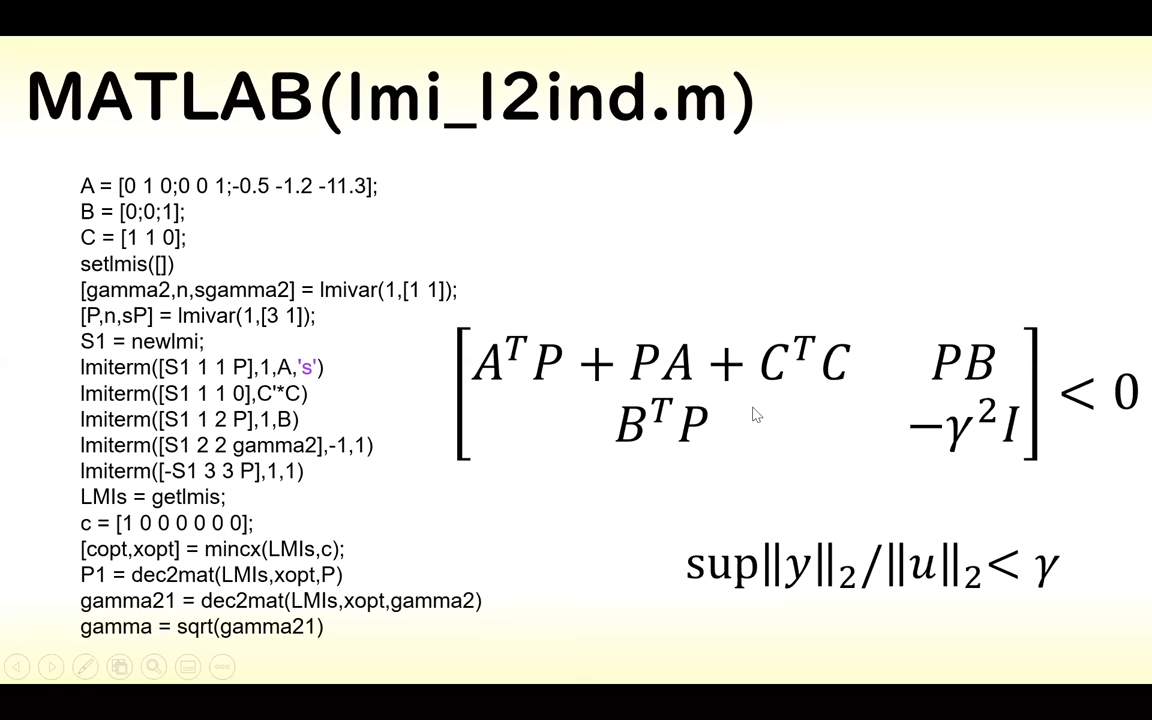 MATLAB(lmi_l2ind.m)
A = [0 1 0;0 0 1;-0.5 -1.2 -11.3];
B = [0;0;1];
C = [1 1 0];
setlmis([])
[gamma2,n,sgamma2] = lmivar(1,[1 1]);
[P,n,sP] = lmivar(1,[3 1]);
S1 = newlmi;
lmiterm([S1 1 1 P],1,A,'s')
lmiterm([S1 1 1 0],C'*C)
lmiterm([S1 1 2 P],1,B)
lmiterm([S1 2 2 gamma2],-1,1)
lmiterm([-S1 3 3 P],1,1)
LMIs = getlmis;
c = [1 0 0 0 0 0 0];
[copt,xopt] = mincx(LMIs,c);
P1 = dec2mat(LMIs,xopt,P)
gamma21 = dec2mat(LMIs,xopt,gamma2)
gamma = sqrt(gamma21)
[AᵀP + PA + CᵀC PB
BᵀP −γ²I] < 0
sup‖y‖₂/‖u‖₂< γ